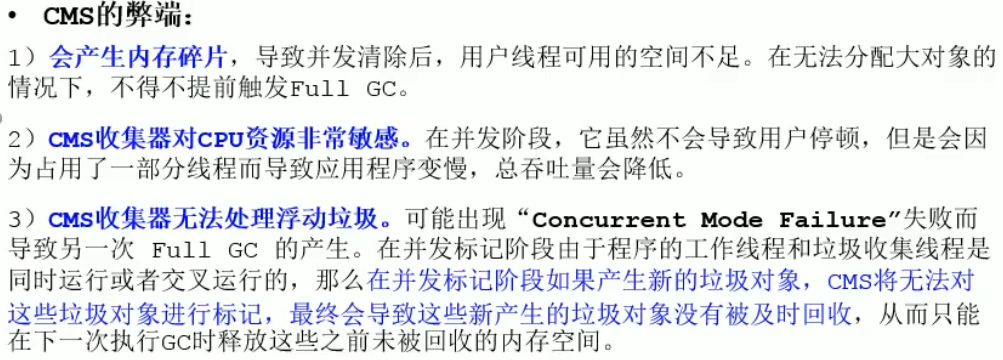 • CMS的弊端：
1）会产生内存碎片，导致并发清除后，用户线程可用的空间不足。在无法分配大对象的
情况下，不得不提前触发Full GC。
2）CMS收集器对CPU资源非常敏感。在并发阶段，它虽然不会导致用户停顿，但是会因
为占用了一部分线程而导致应用程序变慢，总吞吐量会降低。
3）CMS收集器无法处理浮动垃圾。可能出现“Concurrent Mode Failure”失败而
导致另一次 Full GC 的产生。在并发标记阶段由于程序的工作线程和垃圾收集线程是
同时运行或者交叉运行的，那么在并发标记阶段如果产生新的垃圾对象，CMS将无法对
这些垃圾对象进行标记，最终会导致这些新产生的垃圾对象没有被及时回收，从而只能
在下一次执行GC时释放这些之前未被回收的内存空间。